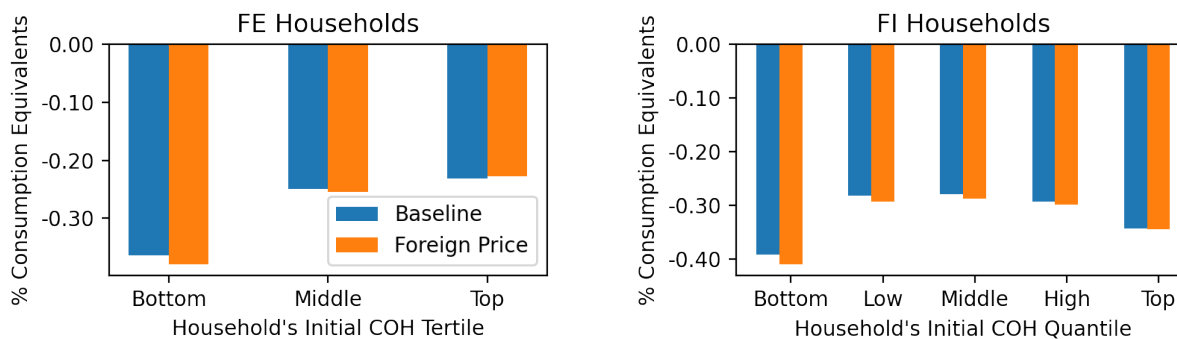 FE Households
% Consumption Equivalents
0.00
-0.10
-0.20
-0.30
Baseline
Foreign Price
Bottom Middle Top
Household's Initial COH Tertile
FI Households
% Consumption Equivalents
0.00
-0.10
-0.20
-0.30
-0.40
Bottom Low Middle High Top
Household's Initial COH Quantile